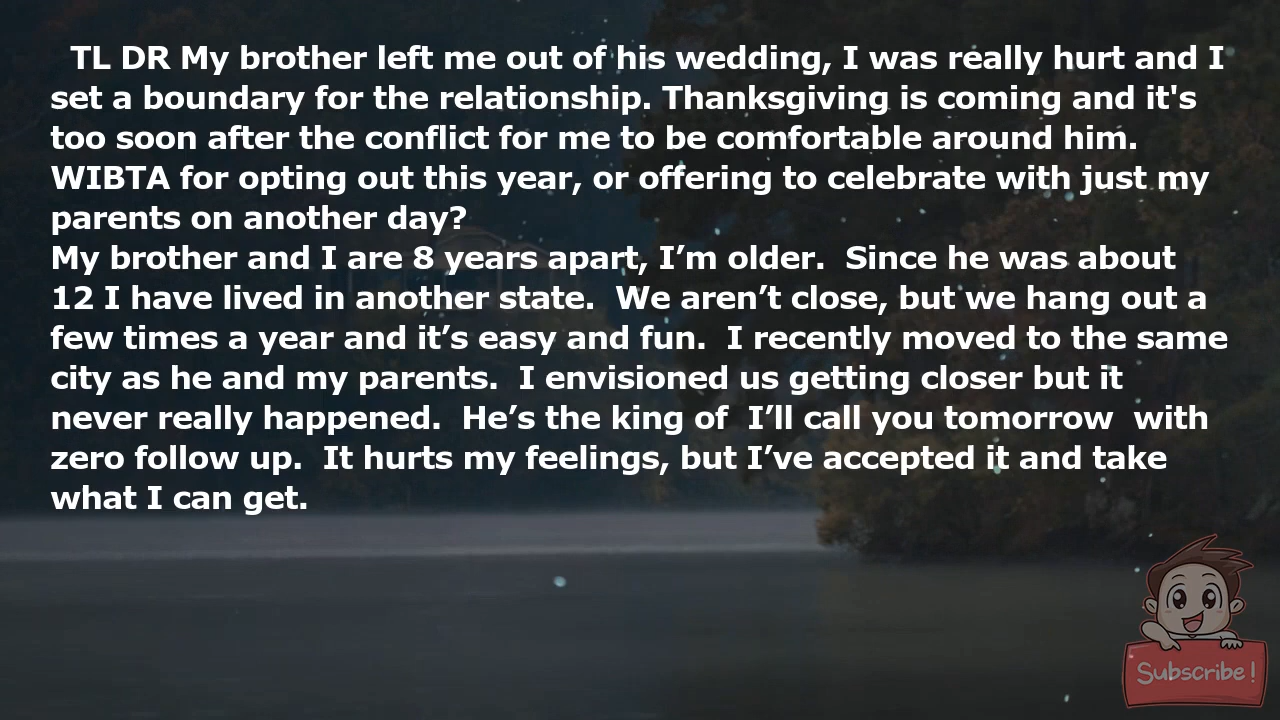 TL DR My brother left me out of his wedding, I was really hurt and I
set a boundary for the relationship. Thanksgiving is coming and it's
too soon after the conflict for me to be comfortable around him.
WIBTA for opting out this year, or offering to celebrate with just my
parents on another day?
My brother and I are 8 years apart, I’m older.  Since he was about
12 I have lived in another state.  We aren’t close, but we hang out a
few times a year and it’s easy and fun.  I recently moved to the same
city as he and my parents.  I envisioned us getting closer but it
never really happened.  He’s the king of  I’ll call you tomorrow  with
zero follow up.  It hurts my feelings, but I’ve accepted it and take
what I can get.
Subscribe!